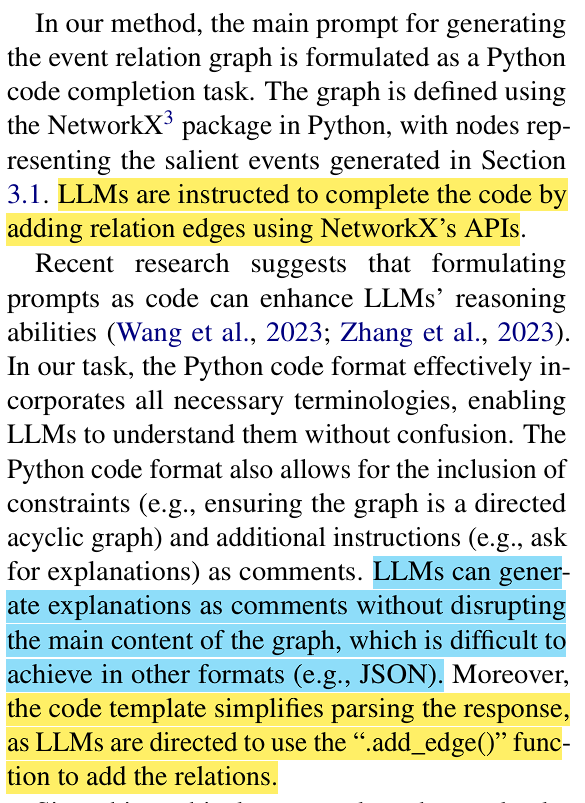 In our method, the main prompt for generating
the event relation graph is formulated as a Python
code completion task. The graph is defined using
the NetworkX3 package in Python, with nodes rep-
resenting the salient events generated in Section
3.1. LLMs are instructed to complete the code by
adding relation edges using NetworkX's APIs.
Recent research suggests that formulating
prompts as code can enhance LLMs' reasoning
abilities (Wang et al., 2023; Zhang et al., 2023).
In our task, the Python code format effectively in-
corporates all necessary terminologies, enabling
LLMs to understand them without confusion. The
Python code format also allows for the inclusion of
constraints (e.g., ensuring the graph is a directed
acyclic graph) and additional instructions (e.g., ask
for explanations) as comments. LLMs can gener-
ate explanations as comments without disrupting
the main content of the graph, which is difficult to
achieve in other formats (e.g., JSON). Moreover,
the code template simplifies parsing the response,
as LLMs are directed to use the “.add_edge()” func-
tion to add the relations.